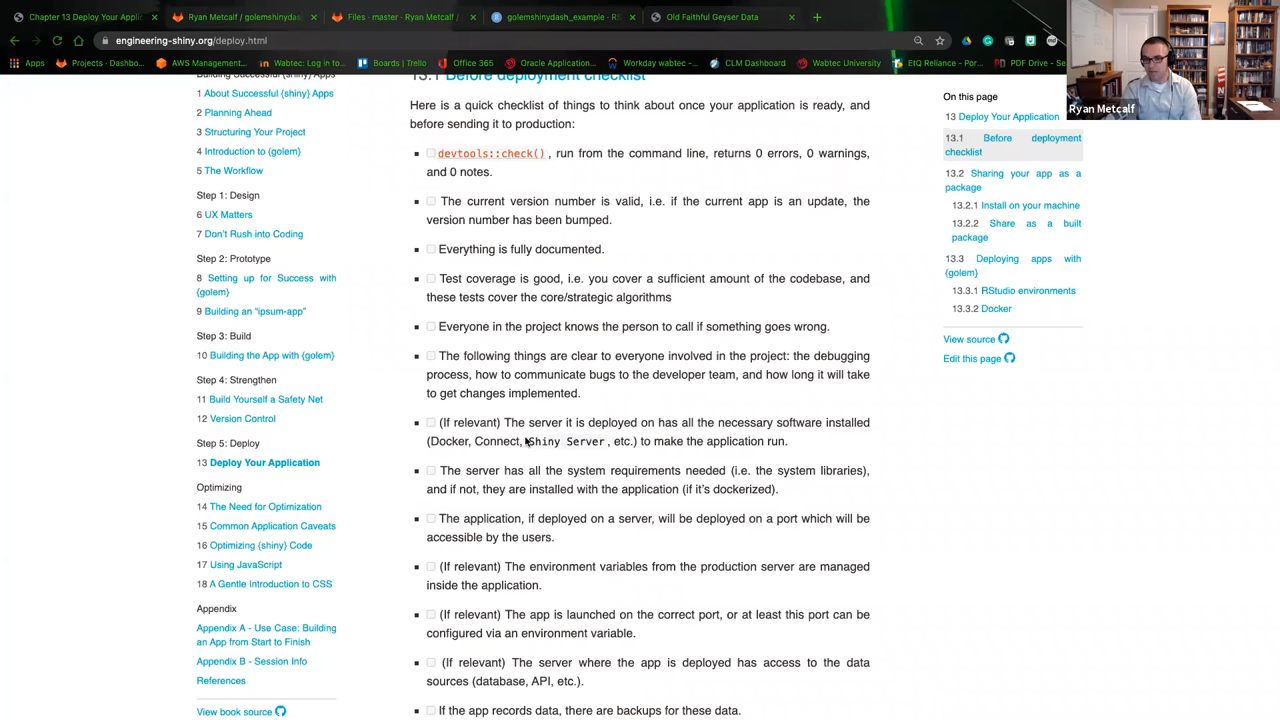 Chapter 13 Deploy Your Applic
Ryan Metcalf / golemshinydas
Files · master · Ryan Metcalf /
golemshinydash_example - RS
Old Faithful Geyser Data
engineering-shiny.org/deploy.html
Apps
Projects · Dashbo...
AWS Management...
Wabtec: Log in to...
Boards | Trello
Office 365
Oracle Application...
Workday wabtec -...
CLM Dashboard
Wabtec University
EtQ Reliance - Por...
PDF Drive - Se
Ryan Metcalf
Building Successful {shiny} Apps
1 About Successful {shiny} Apps
2 Planning Ahead
3 Structuring Your Project
4 Introduction to {golem}
5 The Workflow
Step 1: Design
6 UX Matters
7 Don't Rush into Coding
Step 2: Prototype
8 Setting up for Success with
{golem}
9 Building an "ipsum-app"
Step 3: Build
10 Building the App with {golem}
Step 4: Strengthen
11 Build Yourself a Safety Net
12 Version Control
Step 5: Deploy
13 Deploy Your Application
Optimizing
14 The Need for Optimization
15 Common Application Caveats
16 Optimizing {shiny} Code
17 Using JavaScript
18 A Gentle Introduction to CSS
Appendix
Appendix A - Use Case: Building
an App from Start to Finish
Appendix B - Session Info
References
View book source
13.1 Before deployment checklist
Here is a quick checklist of things to think about once your application is ready, and
before sending it to production:
devtools::check(), run from the command line, returns 0 errors, 0 warnings,
and 0 notes.
The current version number is valid, i.e. if the current app is an update, the
version number has been bumped.
Everything is fully documented.
Test coverage is good, i.e. you cover a sufficient amount of the codebase, and
these tests cover the core/strategic algorithms
Everyone in the project knows the person to call if something goes wrong.
The following things are clear to everyone involved in the project: the debugging
process, how to communicate bugs to the developer team, and how long it will take
to get changes implemented.
(If relevant) The server it is deployed on has all the necessary software installed
(Docker, Connect, Shiny Server, etc.) to make the application run.
The server has all the system requirements needed (i.e. the system libraries),
and if not, they are installed with the application (if it's dockerized).
The application, if deployed on a server, will be deployed on a port which will be
accessible by the users.
(If relevant) The environment variables from the production server are managed
inside the application.
(If relevant) The app is launched on the correct port, or at least this port can be
configured via an environment variable.
(If relevant) The server where the app is deployed has access to the data
sources (database, API, etc.).
If the app records data, there are backups for these data.
On this page
13 Deploy Your Application
13.1 Before deployment
checklist
13.2 Sharing your app as a
package
13.2.1 Install on your machine
13.2.2 Share as a built
package
13.3 Deploying apps with
{golem}
13.3.1 RStudio environments
13.3.2 Docker
View source
Edit this page